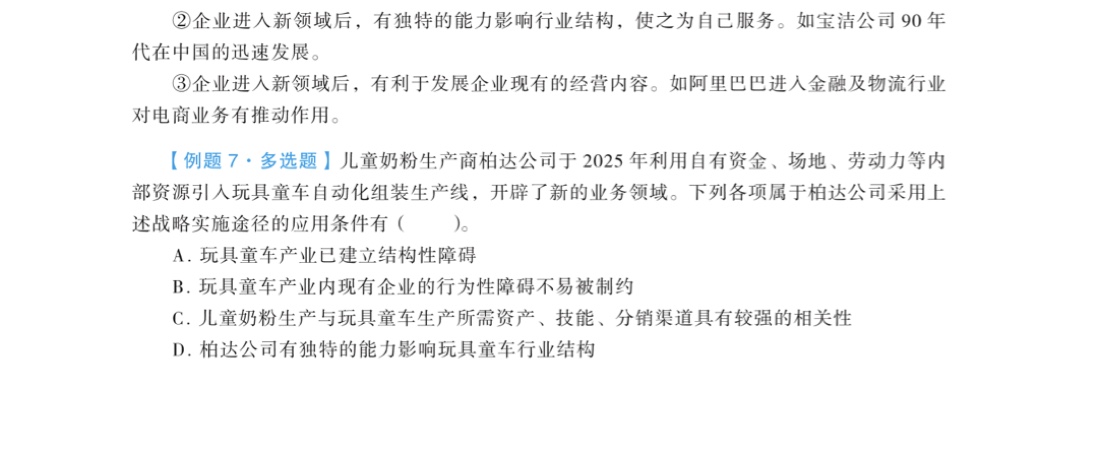 ②企业进入新领域后，有独特的能力影响行业结构，使之为自己服务。如宝洁公司 90 年
代在中国的迅速发展。
③企业进入新领域后，有利于发展企业现有的经营内容。如阿里巴巴进入金融及物流行业
对电商业务有推动作用。
【例题 7·多选题】儿童奶粉生产商柏达公司于 2025 年利用自有资金、场地、劳动力等内
部资源引入玩具童车自动化组装生产线，开辟了新的业务领域。下列各项属于柏达公司采用上
述战略实施途径的应用条件有（　　）。
A. 玩具童车产业已建立结构性障碍
B. 玩具童车产业内现有企业的行为性障碍不易被制约
C. 儿童奶粉生产与玩具童车生产所需资产、技能、分销渠道具有较强的相关性
D. 柏达公司有独特的能力影响玩具童车行业结构